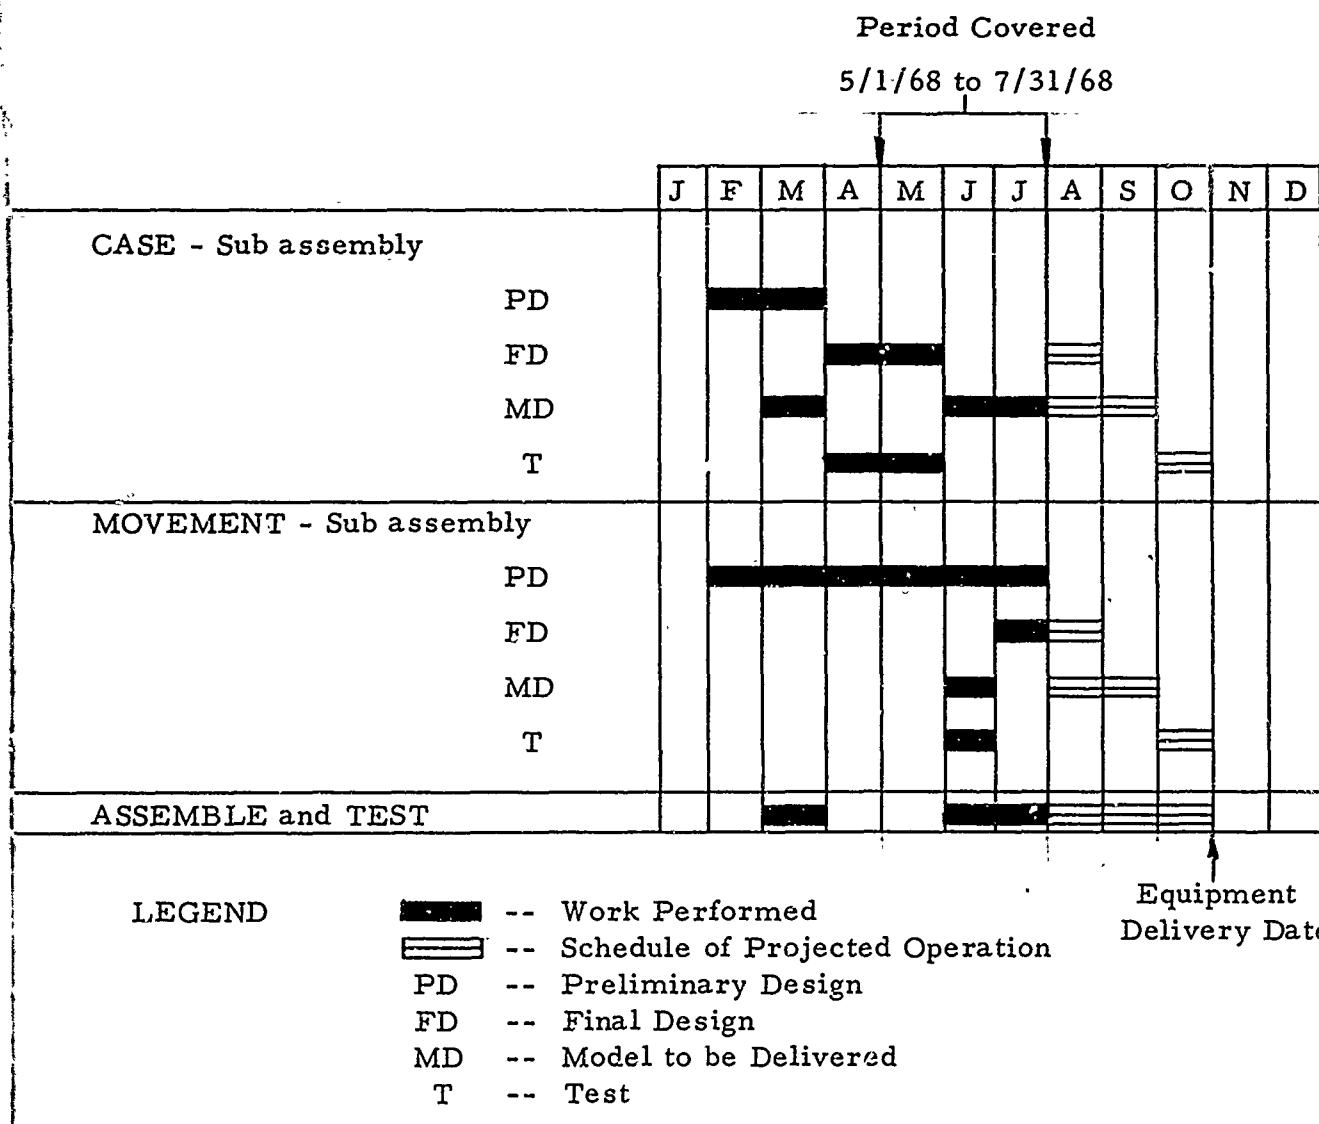 Period Covered
5/1/68 to 7/31/68
J F M A M J J A S O N D
CASE - Sub assembly
PD
FD
MD
T
MOVEMENT - Sub assembly
PD
FD
MD
T
ASSEMBLE and TEST
Equipment
Delivery Date
LEGEND -- Work Performed
-- Schedule of Projected Operation
PD -- Preliminary Design
FD -- Final Design
MD -- Model to be Delivered
T -- Test